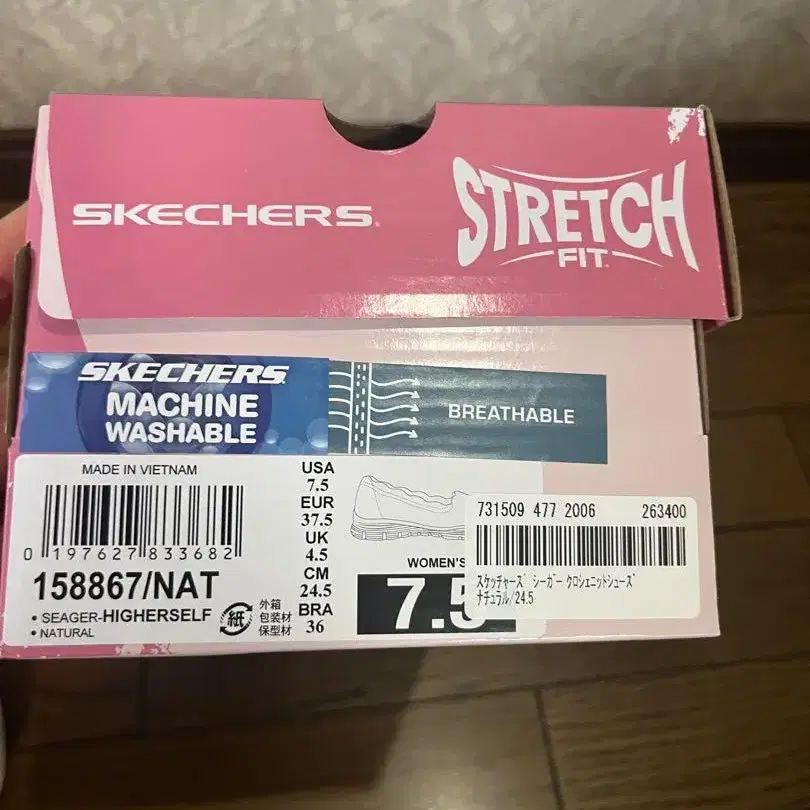 SKECHERS®
STRETCH
FIT™
SKECHERS®
MACHINE
WASHABLE
BREATHABLE
MADE IN VIETNAM
0 197627 833682
158867/NAT
• SEAGER-HIGHERSELF
• NATURAL
紙
外箱
包装材
保型材
USA
7.5
EUR
37.5
UK
4.5
CM
24.5
BRA
36
WOMEN'S
7.5
731509 477 2006 263400
スケッチャーズ シーガー クロシェニットシューズ
ナチュラル/24.5